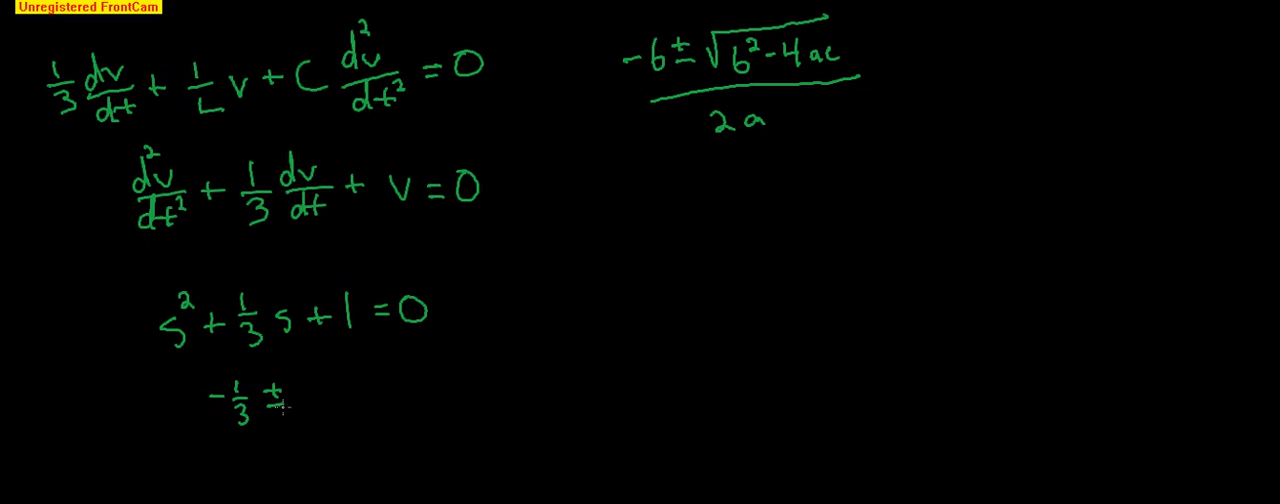 Unregistered FrontCam
1/3 dv/dt + 1/L v + C d²v/dt² = 0
-b ± √(b² - 4ac) / 2a
d²v/dt² + 1/3 dv/dt + v = 0
s² + 1/3 s + 1 = 0
-1/3 ±